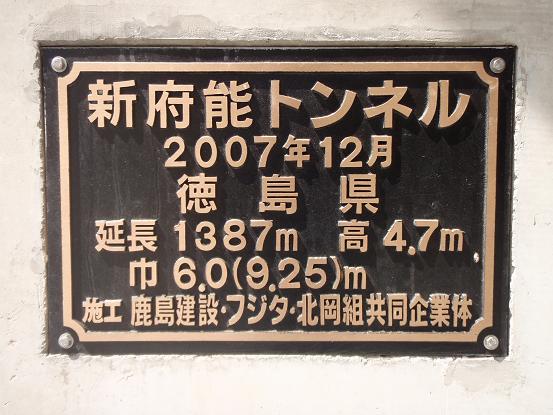 新府能トンネル
2007年12月
徳島県
延長 1387m 高 4.7m
巾 6.0(9.25)m
施工 鹿島建設・フジタ・北岡組共同企業体